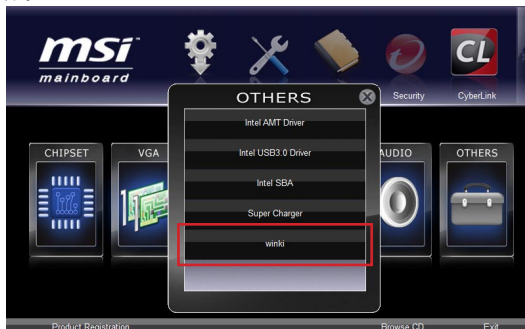 msi
mainboard
Security
CyberLink
CL
OTHERS
Intel AMT Driver
Intel USB3.0 Driver
Intel SBA
Super Charger
winki
CHIPSET
VGA
AUDIO
OTHERS
Product Registration
Browse CD
Exit